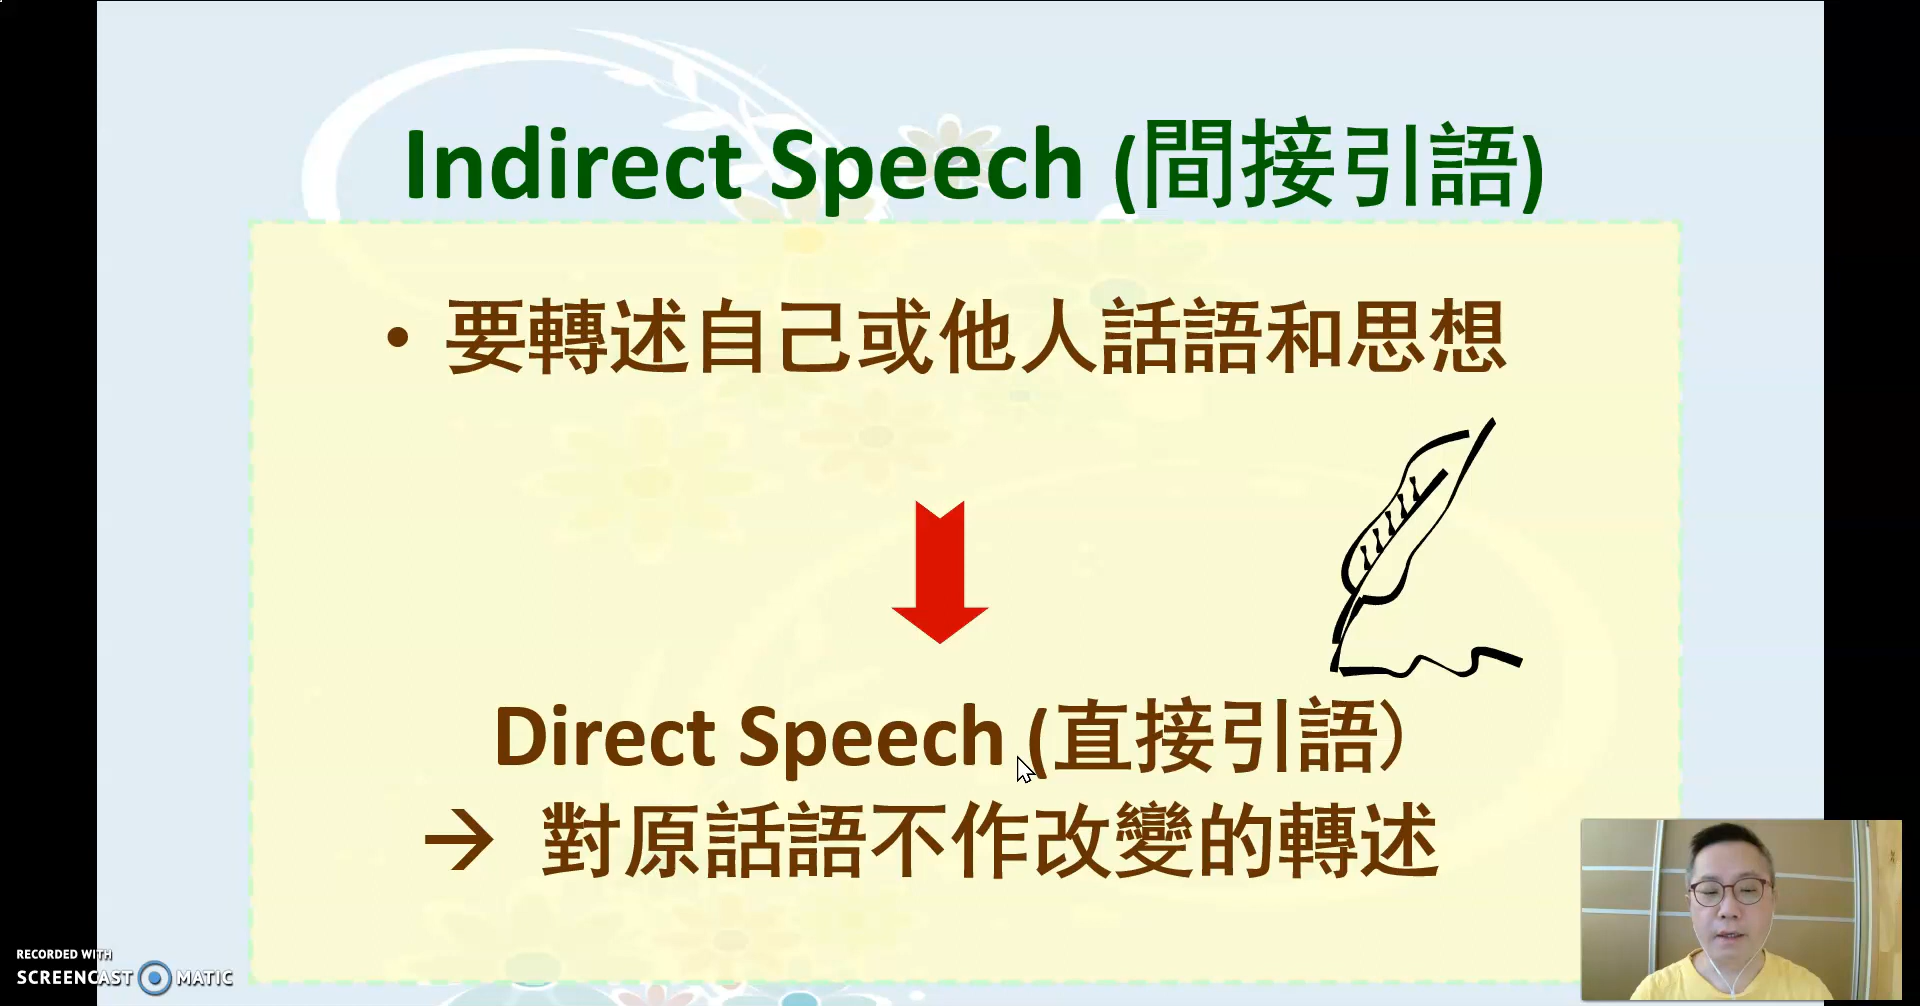 Indirect Speech (間接引語)
• 要轉述自己或他人話語和思想
Direct Speech (直接引語)
→ 對原話語不作改變的轉述
RECORDED WITH
SCREENCAST MATIC